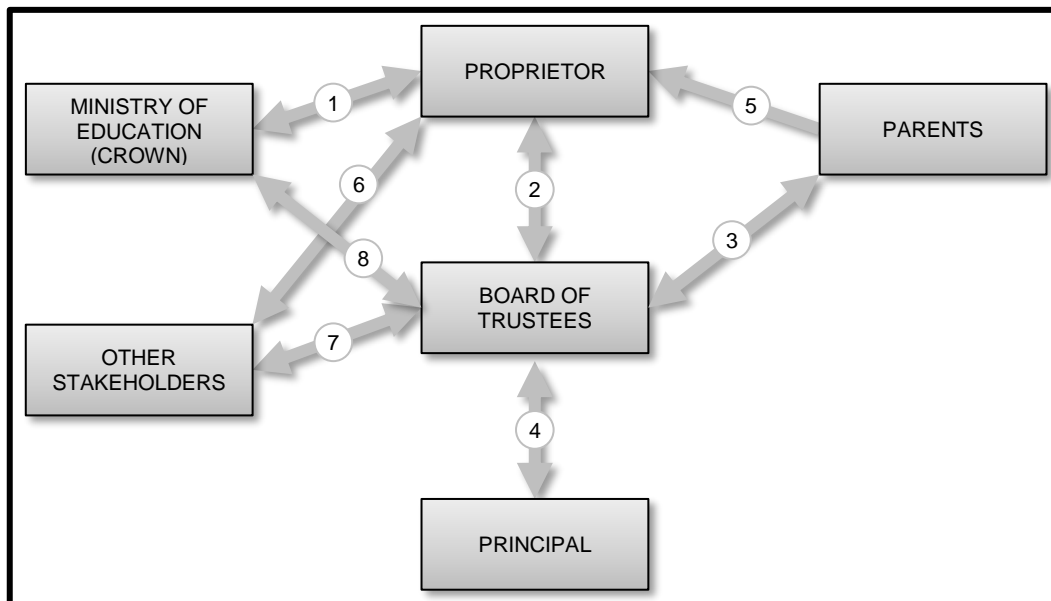 PROPRIETOR
MINISTRY OF
EDUCATION
(CROWN)
1
5
PARENTS
6
2
3
8
BOARD OF
TRUSTEES
7
OTHER
STAKEHOLDERS
4
PRINCIPAL